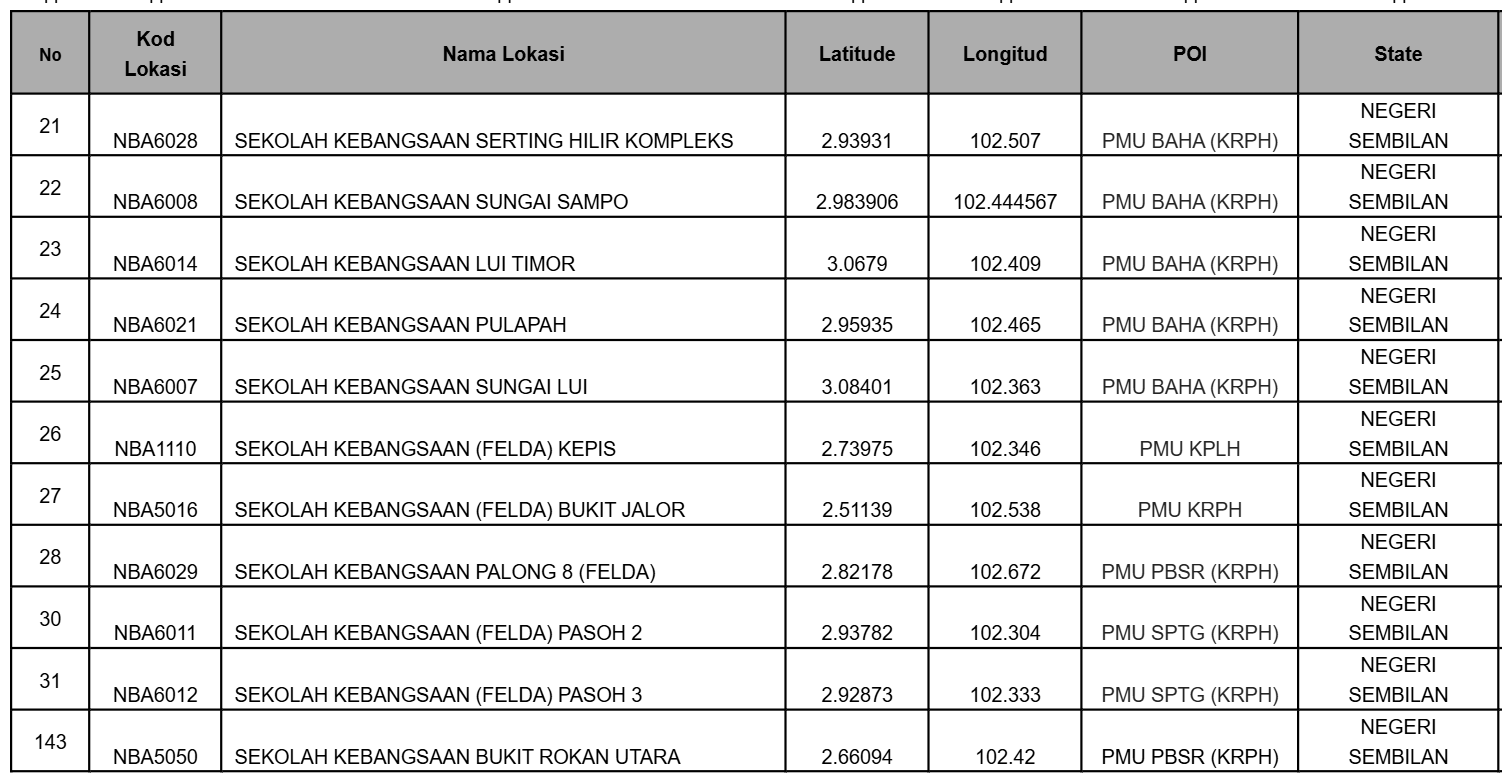 No Kod Lokasi Nama Lokasi Latitude Longitud POI State
21 NBA6028 SEKOLAH KEBANGSAAN SERTING HILIR KOMPLEKS 2.93931 102.507 PMU BAHA (KRPH) NEGERI SEMBILAN
22 NBA6008 SEKOLAH KEBANGSAAN SUNGAI SAMPO 2.983906 102.444567 PMU BAHA (KRPH) NEGERI SEMBILAN
23 NBA6014 SEKOLAH KEBANGSAAN LUI TIMOR 3.0679 102.409 PMU BAHA (KRPH) NEGERI SEMBILAN
24 NBA6021 SEKOLAH KEBANGSAAN PULAPAH 2.95935 102.465 PMU BAHA (KRPH) NEGERI SEMBILAN
25 NBA6007 SEKOLAH KEBANGSAAN SUNGAI LUI 3.08401 102.363 PMU BAHA (KRPH) NEGERI SEMBILAN
26 NBA1110 SEKOLAH KEBANGSAAN (FELDA) KEPIS 2.73975 102.346 PMU KPLH NEGERI SEMBILAN
27 NBA5016 SEKOLAH KEBANGSAAN (FELDA) BUKIT JALOR 2.51139 102.538 PMU KRPH NEGERI SEMBILAN
28 NBA6029 SEKOLAH KEBANGSAAN PALONG 8 (FELDA) 2.82178 102.672 PMU PBSR (KRPH) NEGERI SEMBILAN
30 NBA6011 SEKOLAH KEBANGSAAN (FELDA) PASOH 2 2.93782 102.304 PMU SPTG (KRPH) NEGERI SEMBILAN
31 NBA6012 SEKOLAH KEBANGSAAN (FELDA) PASOH 3 2.92873 102.333 PMU SPTG (KRPH) NEGERI SEMBILAN
143 NBA5050 SEKOLAH KEBANGSAAN BUKIT ROKAN UTARA 2.66094 102.42 PMU PBSR (KRPH) NEGERI SEMBILAN